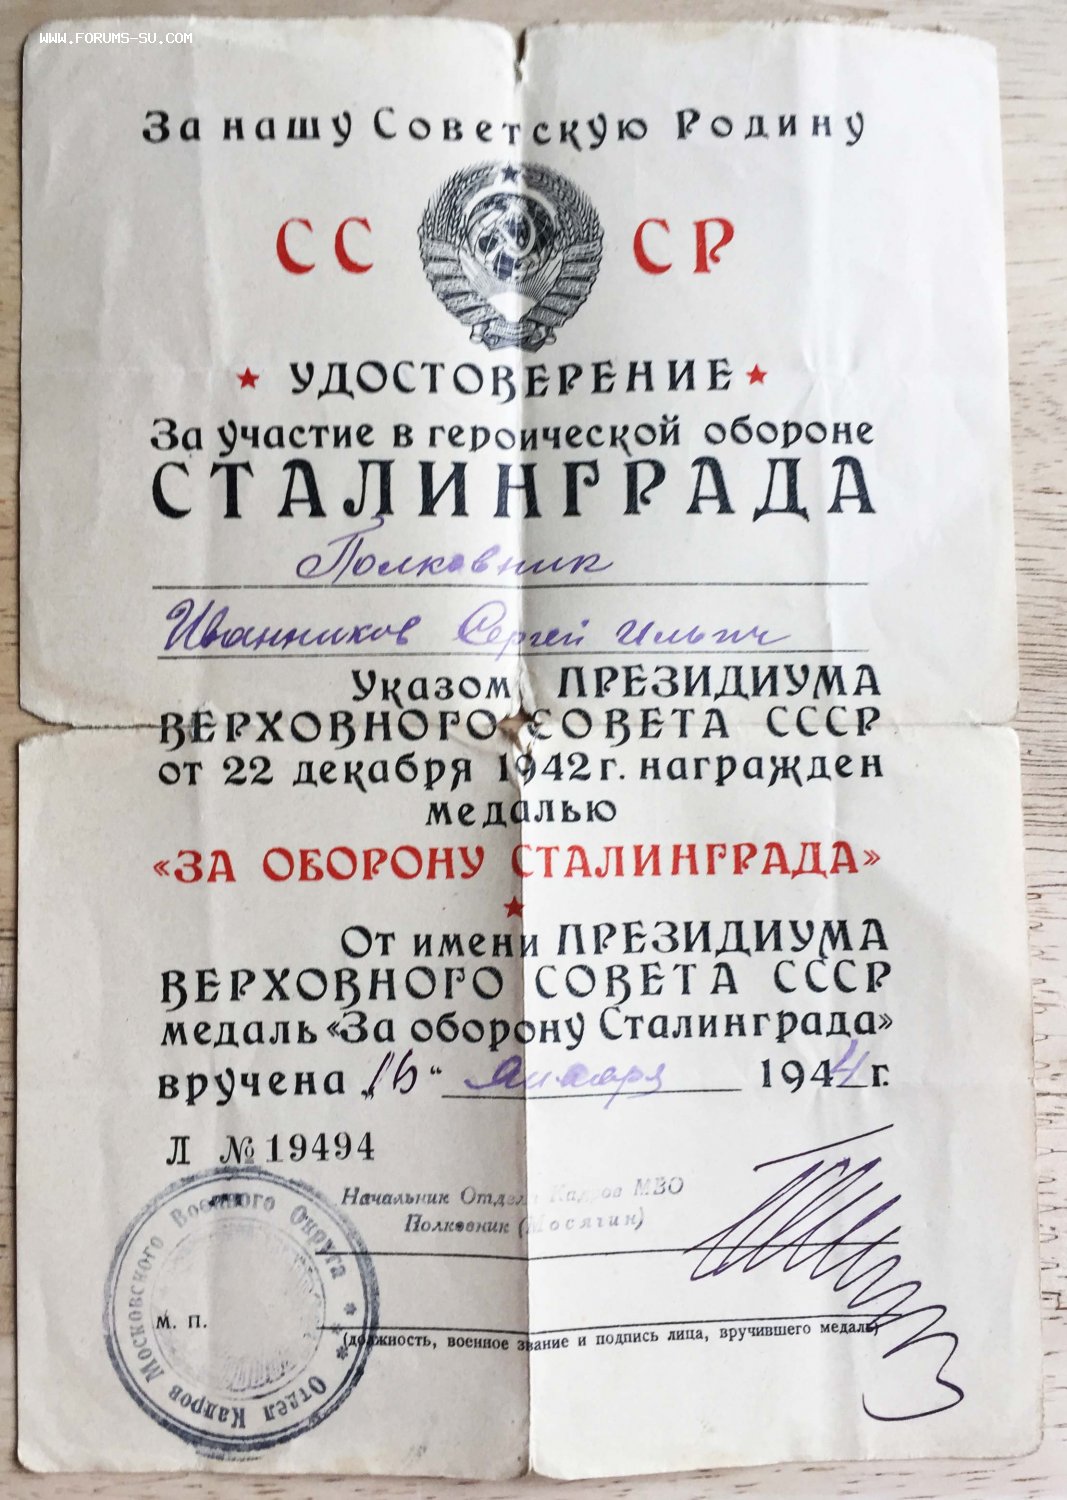 WWW.FORUMS-SU.COM
За нашу Советскую Родину
СССР
УДОСТОВЕРЕНИЕ
За участие в героической обороне
СТАЛИНГРАДА
Полковник
Иванников Сергей Ильич
Указом ПРЕЗИДИУМА
ВЕРХОВНОГО СОВЕТА СССР
от 22 декабря 1942 г. награжден
медалью
«ЗА ОБОРОНУ СТАЛИНГРАДА»
От имени ПРЕЗИДИУМА
ВЕРХОВНОГО СОВЕТА СССР
медаль «За оборону Сталинграда»
вручена „16“ января 1944 г.
Л № 19494
Начальник Отдела Кадров МВО
Полковник (Мосягин)
М. П.
(должность, военное звание и подпись лица, вручившего медаль)
Отдел Кадров Московского Военного Округа